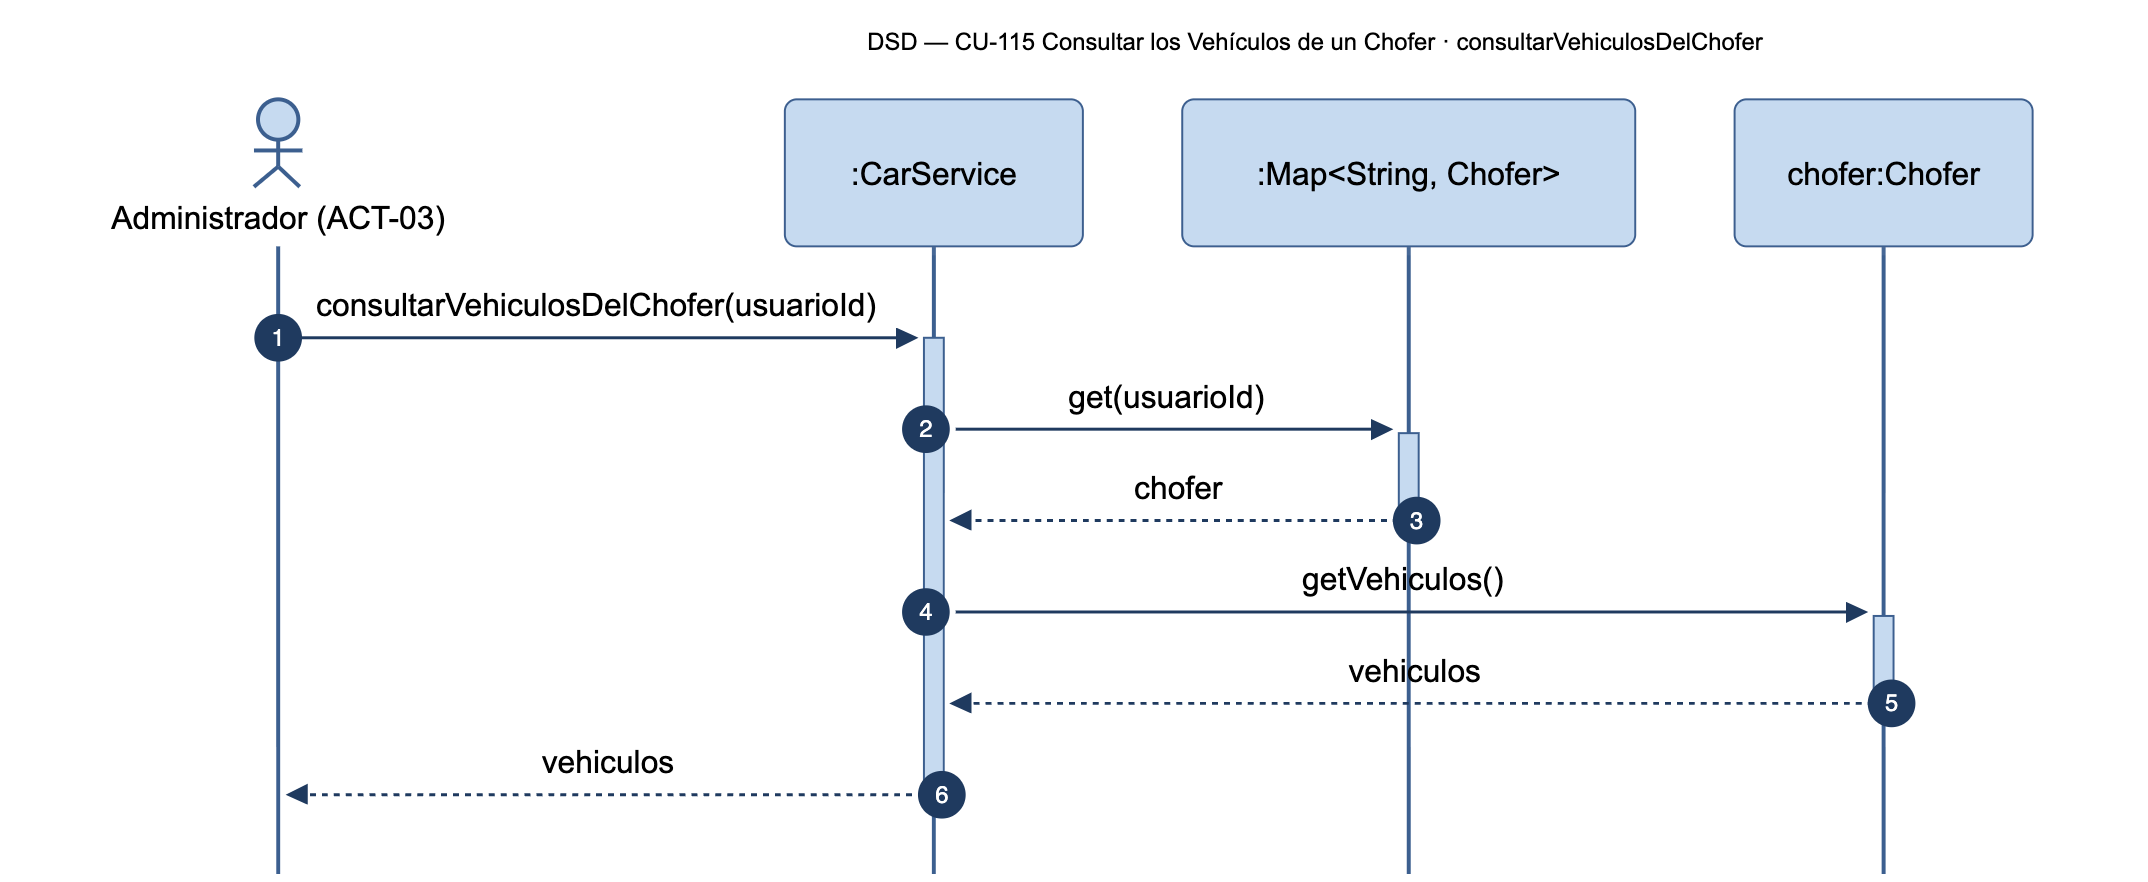 DSD — CU-115 Consultar los Vehículos de un Chofer · consultarVehiculosDelChofer
Administrador (ACT-03)
:CarService
:Map<String, Chofer>
chofer:Chofer
consultarVehiculosDelChofer(usuarioId)
1
get(usuarioId)
2
chofer
3
getVehiculos()
4
vehiculos
5
vehiculos
6